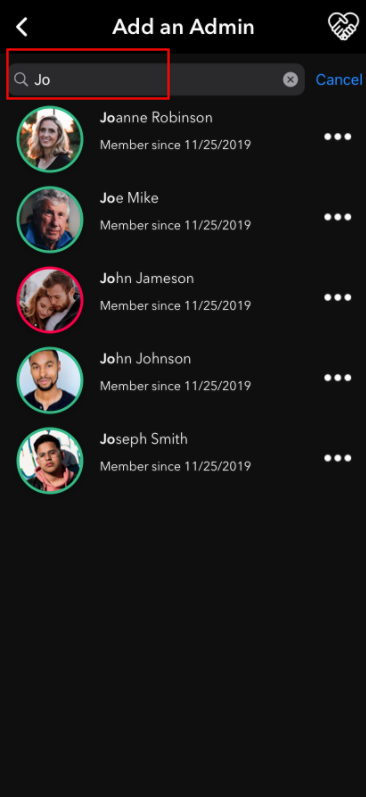 Add an Admin
Jo
Cancel
Joanne Robinson
Member since 11/25/2019
Joe Mike
Member since 11/25/2019
John Jameson
Member since 11/25/2019
John Johnson
Member since 11/25/2019
Joseph Smith
Member since 11/25/2019